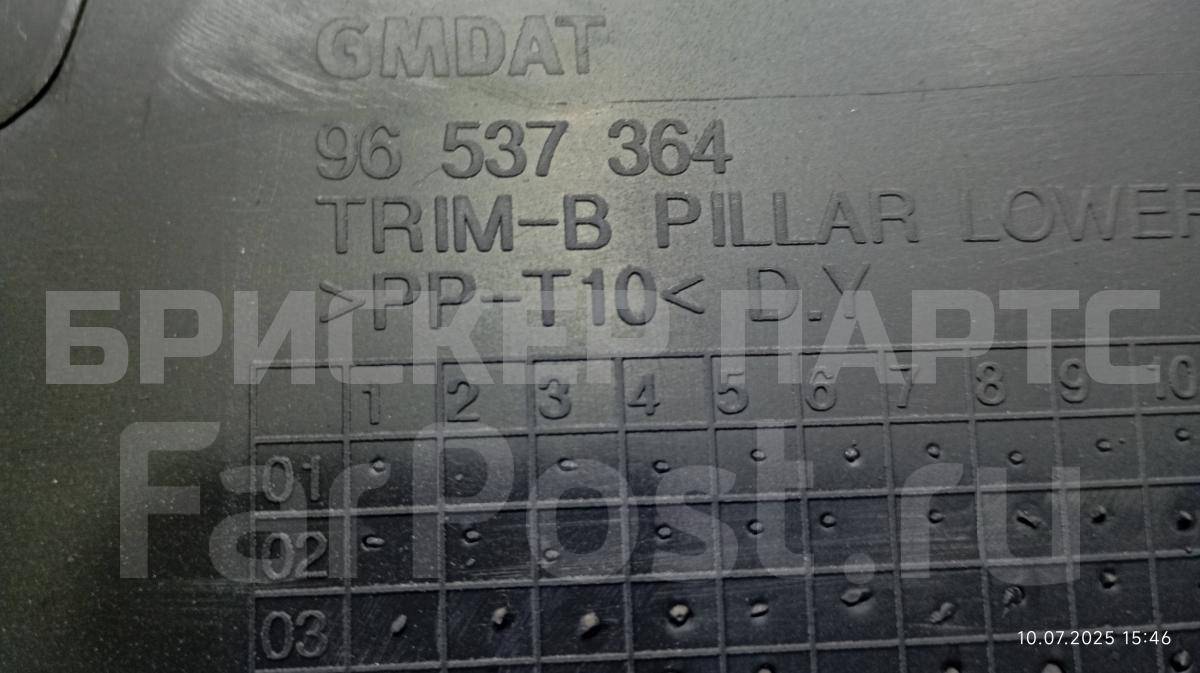 GMDAT
96 537 364
TRIM-B PILLAR LOWER
>PP-T10< D.Y
БРИСКЕР ПАРТС
1 2 3 4 5 6 7 8 9 10
01
FarPost.ru
02
03
10.07.2025 15:46